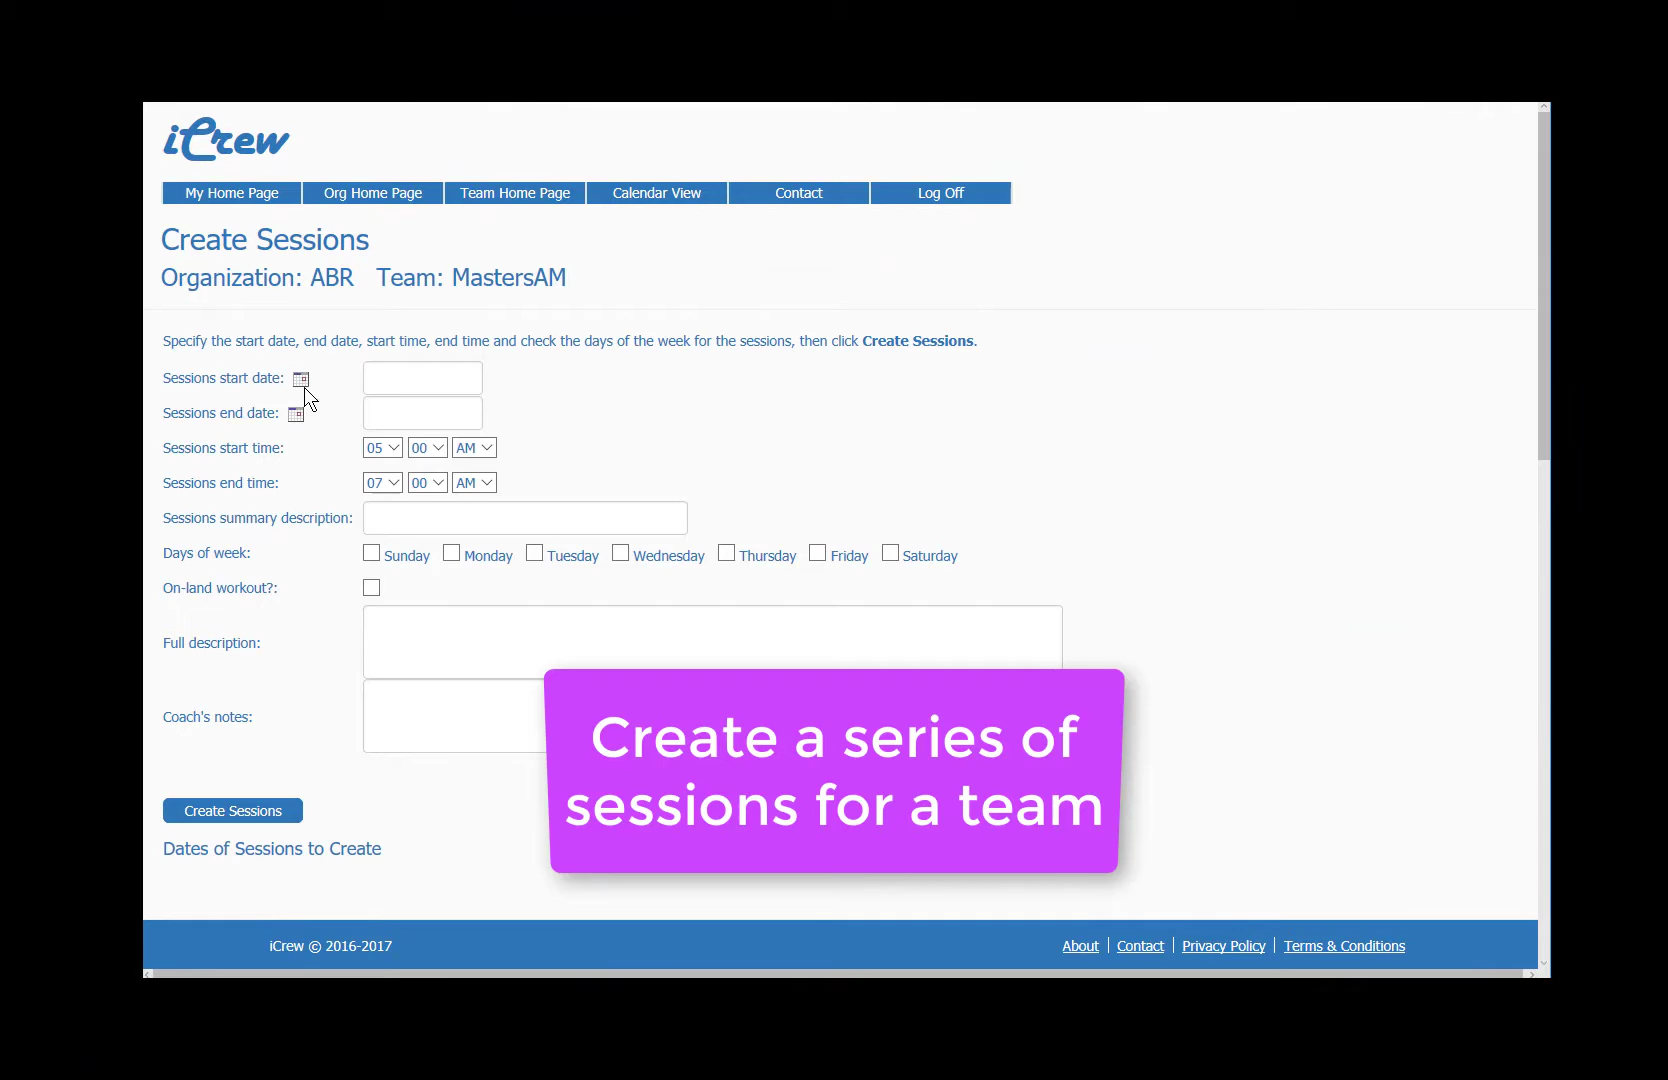 iCrew
My Home Page Org Home Page Team Home Page Calendar View Contact Log Off
Create Sessions
Organization: ABR Team: MastersAM
Specify the start date, end date, start time, end time and check the days of the week for the sessions, then click Create Sessions.
Sessions start date:
Sessions end date:
Sessions start time: 05 00 AM
Sessions end time: 07 00 AM
Sessions summary description:
Days of week: Sunday Monday Tuesday Wednesday Thursday Friday Saturday
On-land workout?:
Full description:
Coach's notes:
Create a series of
sessions for a team
Create Sessions
Dates of Sessions to Create
iCrew © 2016-2017 About Contact Privacy Policy Terms & Conditions